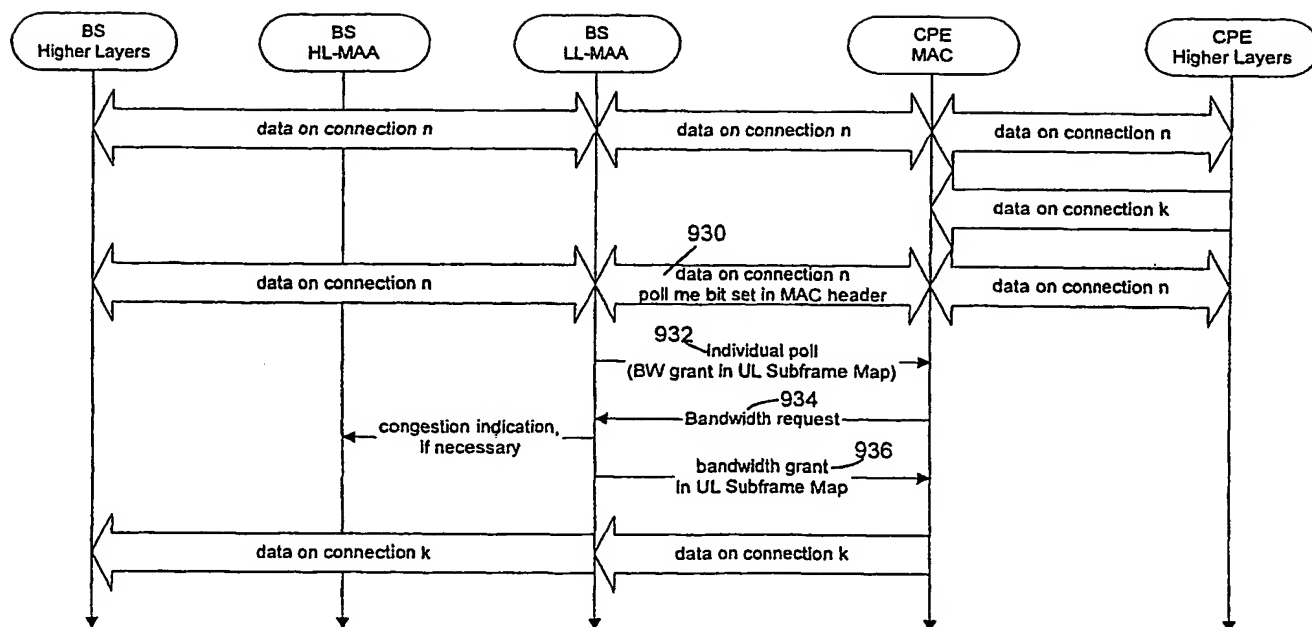 BS
Higher Layers
BS
HL-MAA
BS
LL-MAA
CPE
MAC
CPE
Higher Layers
data on connection n
data on connection n
data on connection n
data on connection k
930
data on connection n
data on connection n
poll me bit set in MAC header
data on connection n
932
individual poll
(BW grant in UL Subframe Map)
934
Bandwidth request
congestion indication,
if necessary
936
bandwidth grant
in UL Subframe Map
data on connection k
data on connection k